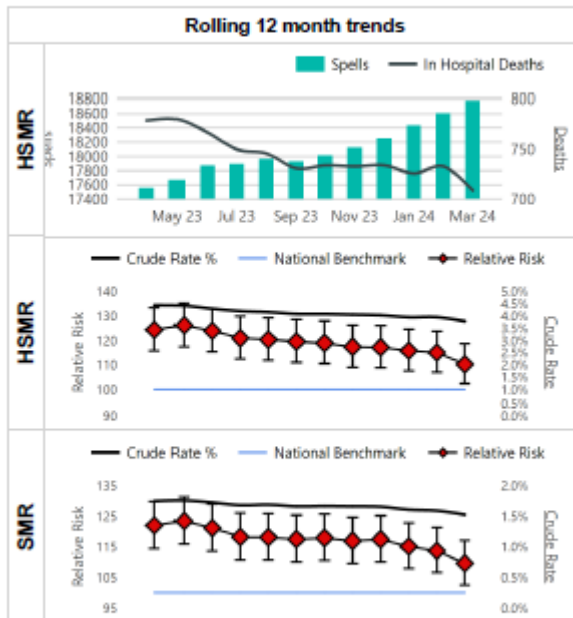 Rolling 12 month trends
HSMR
Spells In Hospital Deaths
Spells
18800
18600
18400
18200
18000
17800
17600
17400
800
750
700
Deaths
May 23 Jul 23 Sep 23 Nov 23 Jan 24 Mar 24
HSMR
Crude Rate % National Benchmark Relative Risk
Relative Risk
140
130
120
110
100
90
5.0%
4.5%
4.0%
3.5%
3.0%
2.5%
2.0%
1.5%
1.0%
0.5%
0.0%
Crude Rate
SMR
Crude Rate % National Benchmark Relative Risk
Relative Risk
135
125
115
105
95
2.0%
1.5%
1.0%
0.5%
0.0%
Crude Rate